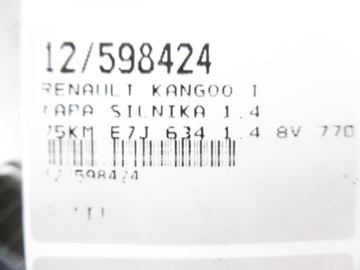 12/598424
RENAULT KANGOO I
ŁAPA SILNIKA 1.4
75KM E7J 634 1.4 8V 770
12/598424